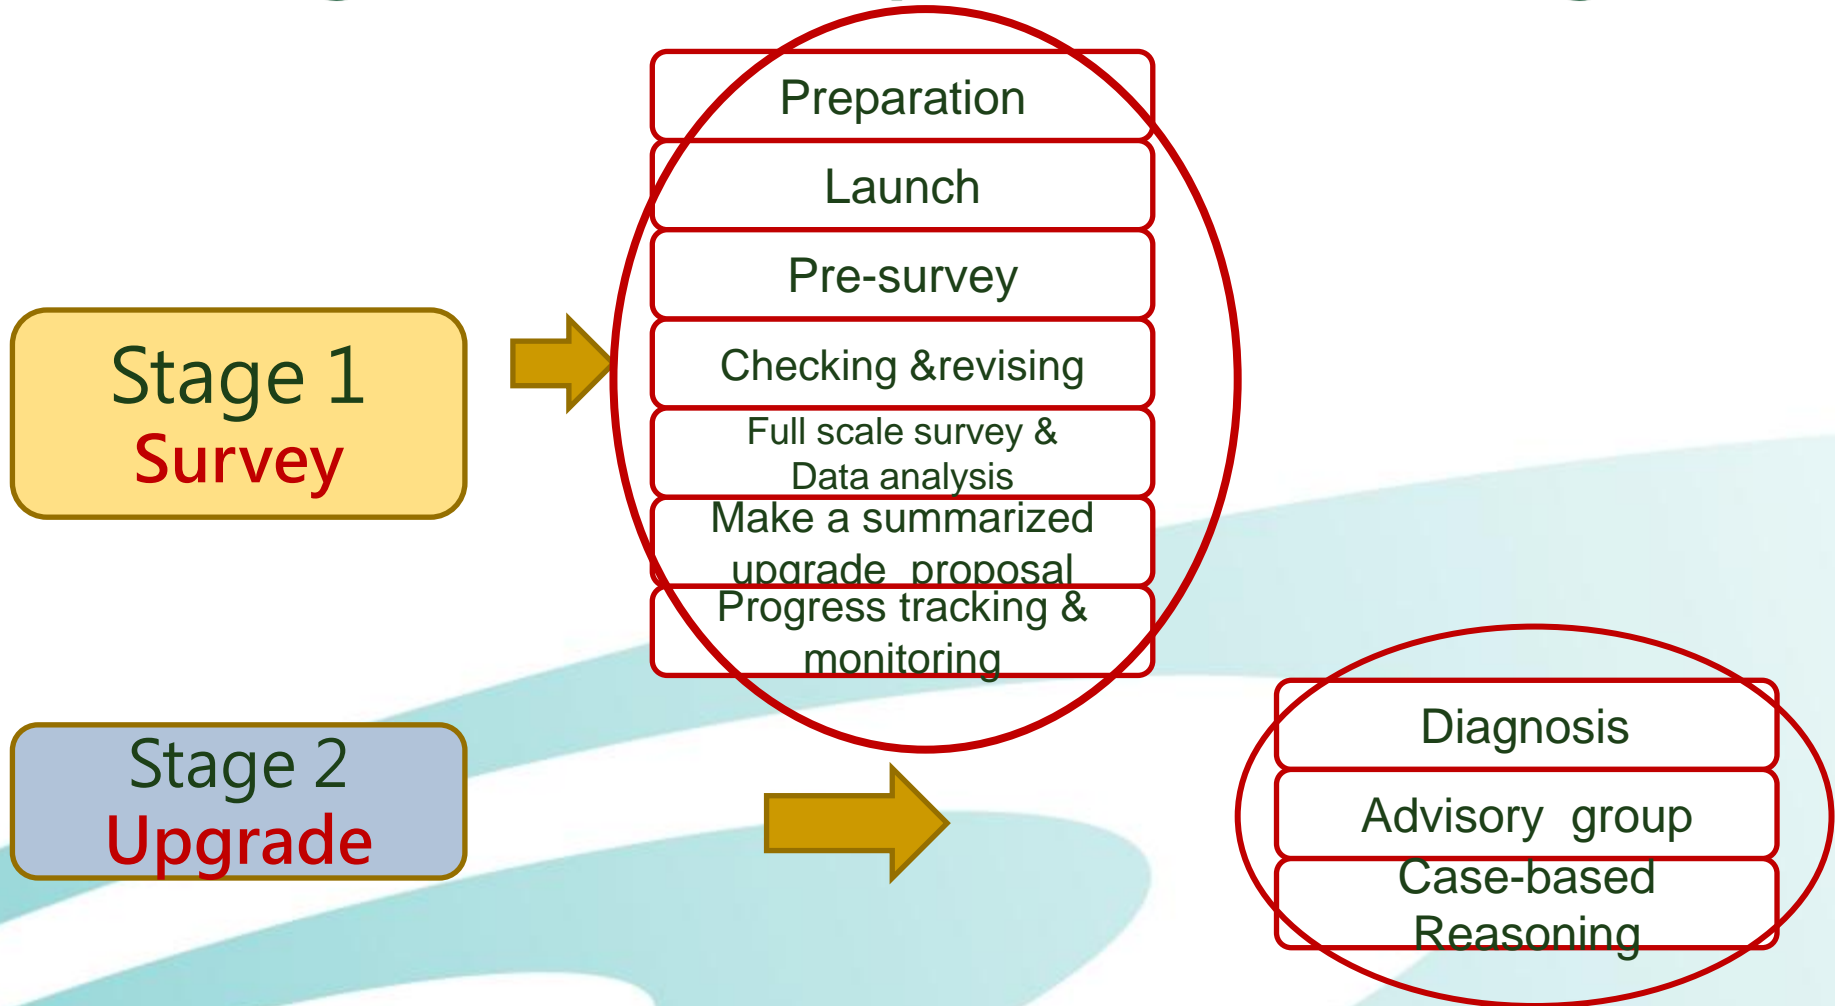 Preparation
Launch
Pre-survey
Checking &revising
Full scale survey &
Data analysis
Make a summarized
upgrade proposal
Progress tracking &
monitoring
Stage 1
Survey
Stage 2
Upgrade
Diagnosis
Advisory group
Case-based
Reasoning